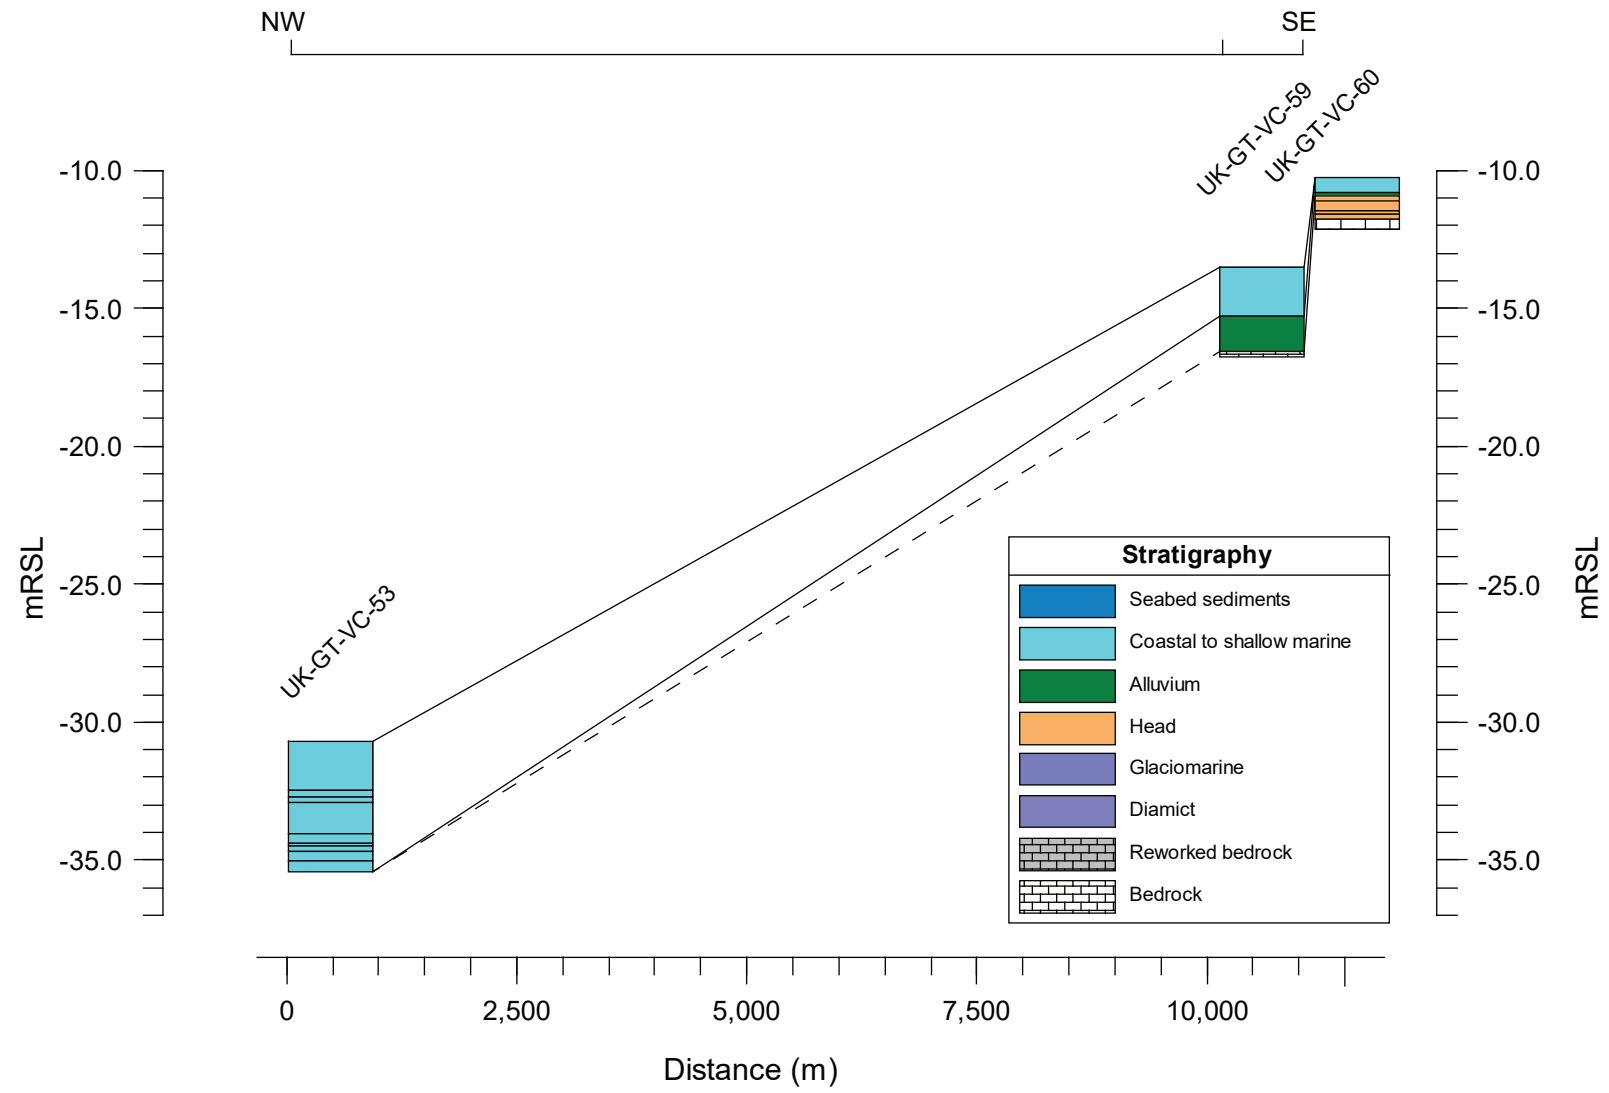 NW
SE
UK-GT-VC-59
UK-GT-VC-60
UK-GT-VC-53
-10.0
-15.0
-20.0
-25.0
-30.0
-35.0
mRSL
-10.0
-15.0
-20.0
-25.0
-30.0
-35.0
mRSL
Stratigraphy
Seabed sediments
Coastal to shallow marine
Alluvium
Head
Glaciomarine
Diamict
Reworked bedrock
Bedrock
0
2,500
5,000
7,500
10,000
Distance (m)